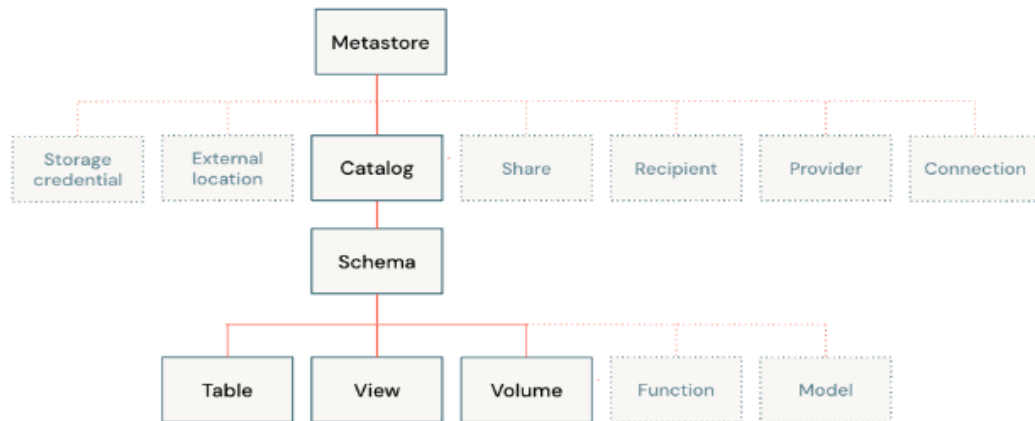 Metastore
Storage
credential
External
location
Catalog
Share
Recipient
Provider
Connection
Schema
Table
View
Volume
Function
Model